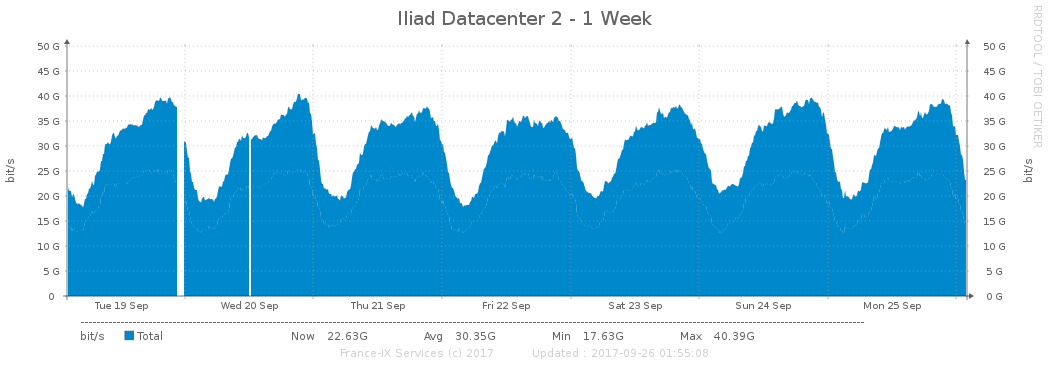 Iliad Datacenter 2 - 1 Week
RRDTOOL / TOBI OETIKER
bit/s
50 G 50 G
45 G 45 G
40 G 40 G
35 G 35 G
30 G 30 G
25 G 25 G
20 G 20 G
15 G 15 G
10 G 10 G
5 G 5 G
0 0 G
bit/s
Tue 19 Sep Wed 20 Sep Thu 21 Sep Fri 22 Sep Sat 23 Sep Sun 24 Sep Mon 25 Sep
bit/s Total Now 22.63G Avg 30.35G Min 17.63G Max 40.39G
France-IX Services (c) 2017 Updated : 2017-09-26 01:55:08